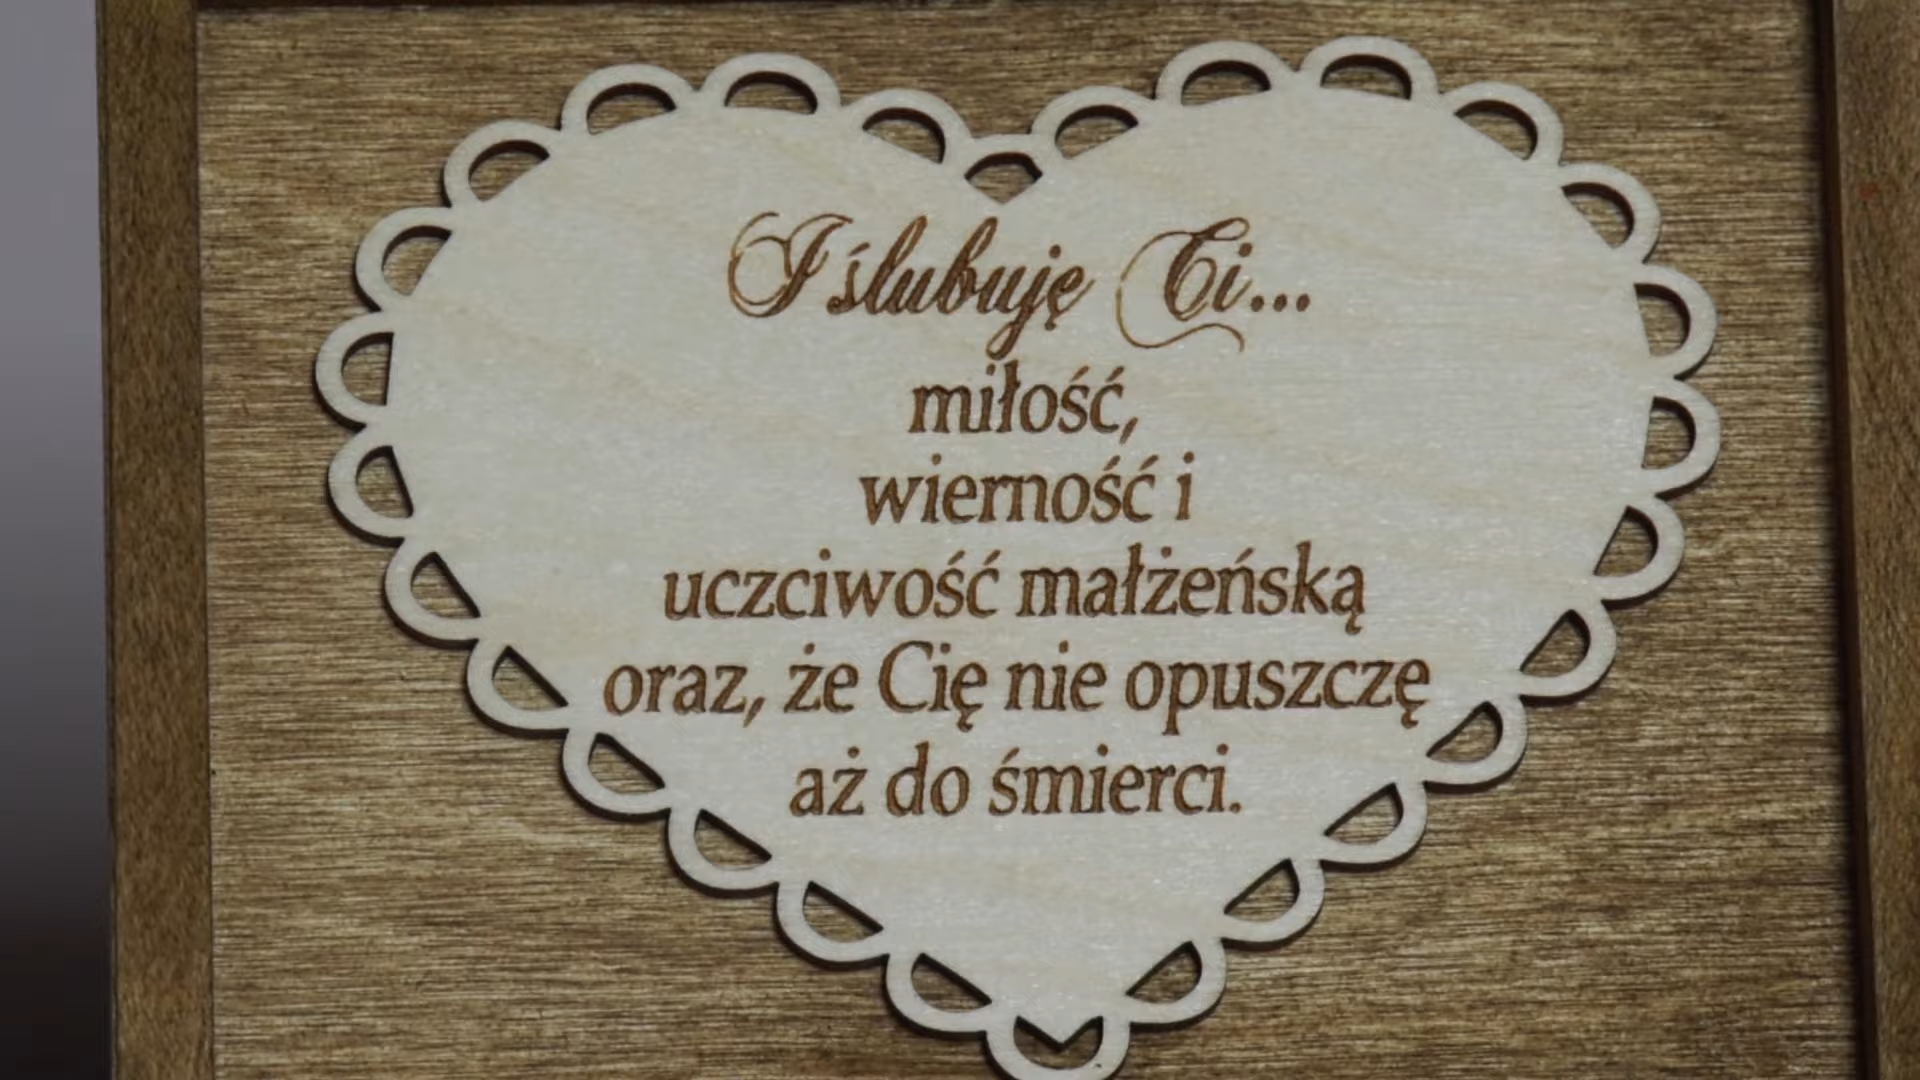 I ślubuję Ci...
miłość,
wierność i
uczciwość małżeńską
oraz, że Cię nie opuszczę
aż do śmierci.